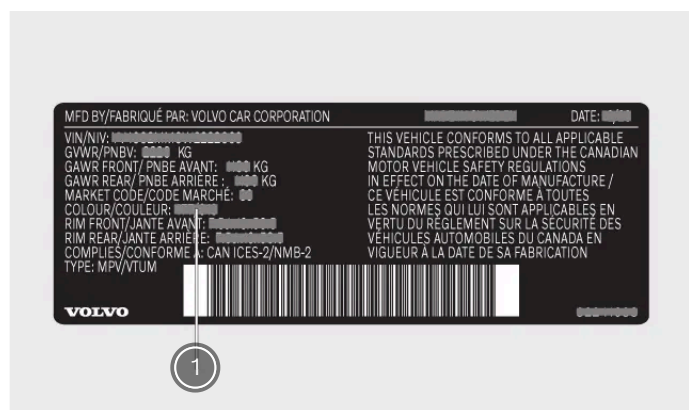 MFD BY/FABRIQUÉ PAR: VOLVO CAR CORPORATION
DATE:
VIN/NIV:
GVWR/PNBV: KG
GAWR FRONT/ PNBE AVANT: KG
GAWR REAR/ PNBE ARRIÈRE : KG
MARKET CODE/CODE MARCHÉ:
COLOUR/COULEUR:
RIM FRONT/JANTE AVANT:
RIM REAR/JANTE ARRIÈRE:
COMPLIES/CONFORME À: CAN ICES-2/NMB-2
TYPE: MPV/VTUM
THIS VEHICLE CONFORMS TO ALL APPLICABLE
STANDARDS PRESCRIBED UNDER THE CANADIAN
MOTOR VEHICLE SAFETY REGULATIONS
IN EFFECT ON THE DATE OF MANUFACTURE /
CE VÉHICULE EST CONFORME À TOUTES
LES NORMES QUI LUI SONT APPLICABLES EN
VERTU DU RÈGLEMENT SUR LA SÉCURITÉ DES
VÉHICULES AUTOMOBILES DU CANADA EN
VIGUEUR À LA DATE DE SA FABRICATION
VOLVO
1